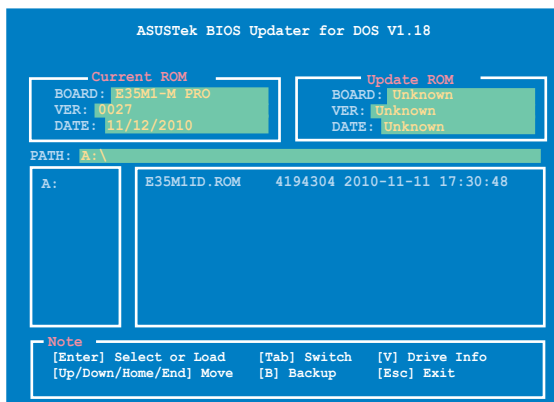 ASUSTek BIOS Updater for DOS V1.18
Current ROM
BOARD: E35M1-M PRO
VER: 0027
DATE: 11/12/2010
Update ROM
BOARD: Unknown
VER: Unknown
DATE: Unknown
PATH: A:\
A:
E35M1ID.ROM 4194304 2010-11-11 17:30:48
Note
[Enter] Select or Load [Tab] Switch [V] Drive Info
[Up/Down/Home/End] Move [B] Backup [Esc] Exit